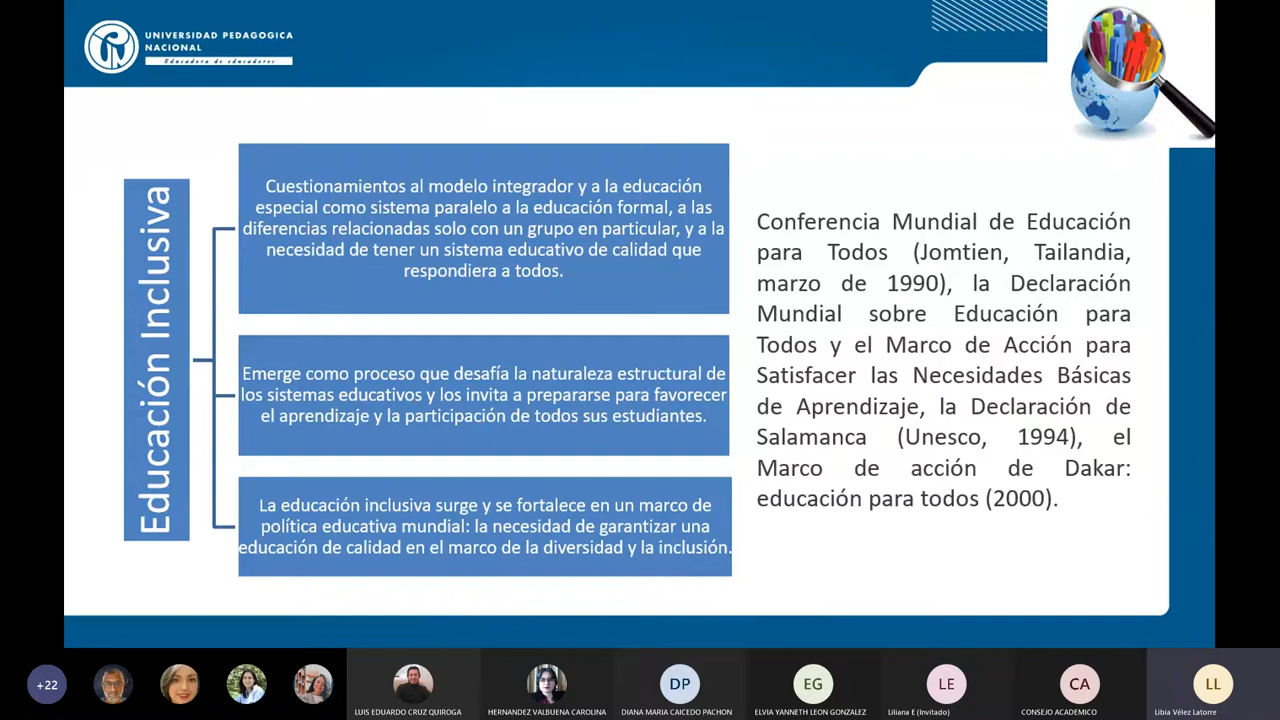 UNIVERSIDAD PEDAGOGICA
NACIONAL
Educadora de educadores
Educación Inclusiva
Cuestionamientos al modelo integrador y a la educación
especial como sistema paralelo a la educación formal, a las
diferencias relacionadas solo con un grupo en particular, y a la
necesidad de tener un sistema educativo de calidad que
respondiera a todos.
Emerge como proceso que desafía la naturaleza estructural de
los sistemas educativos y los invita a prepararse para favorecer
el aprendizaje y la participación de todos sus estudiantes.
La educación inclusiva surge y se fortalece en un marco de
política educativa mundial: la necesidad de garantizar una
educación de calidad en el marco de la diversidad y la inclusión.
Conferencia Mundial de Educación
para Todos (Jomtien, Tailandia,
marzo de 1990), la Declaración
Mundial sobre Educación para
Todos y el Marco de Acción para
Satisfacer las Necesidades Básicas
de Aprendizaje, la Declaración de
Salamanca (Unesco, 1994), el
Marco de acción de Dakar:
educación para todos (2000).
+22
LUIS EDUARDO CRUZ QUIROGA
HERNANDEZ VALBUENA CAROLINA
DP
DIANA MARIA CAICEDO PACHON
EG
ELVIA YANNETH LEON GONZALEZ
LE
Liliana E (Invitado)
CA
CONSEJO ACADEMICO
LL
Libia Vélez Latorre